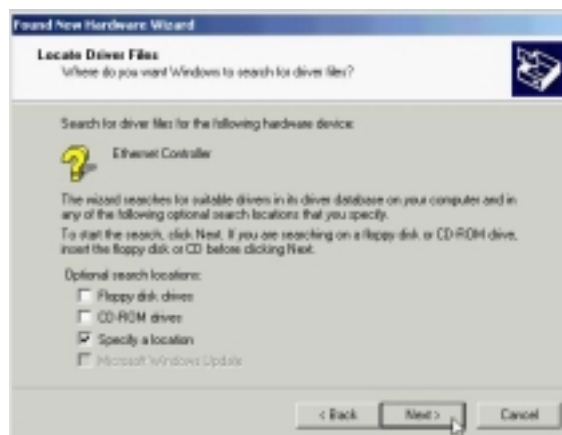 Found New Hardware Wizard
Locate Driver Files
Where do you want Windows to search for driver files?
Search for driver files for the following hardware device:
Ethernet Controller
The wizard searches for suitable drivers in its driver database on your computer and in
any of the following optional search locations that you specify.
To start the search, click Next. If you are searching on a floppy disk or CD-ROM drive,
insert the floppy disk or CD before clicking Next.
Optional search locations:
Floppy disk drives
CD-ROM drives
Specify a location
Microsoft Windows Update
< Back
Next >
Cancel